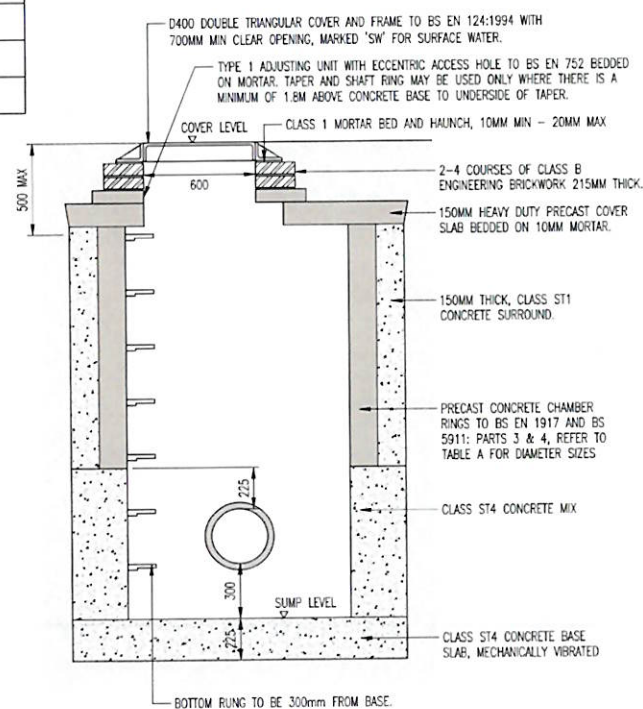 D400 DOUBLE TRIANGULAR COVER AND FRAME TO BS EN 124:1994 WITH
700MM MIN CLEAR OPENING, MARKED 'SW' FOR SURFACE WATER.
TYPE 1 ADJUSTING UNIT WITH ECCENTRIC ACCESS HOLE TO BS EN 752 BEDDED
ON MORTAR. TAPER AND SHAFT RING MAY BE USED ONLY WHERE THERE IS A
MINIMUM OF 1.8M ABOVE CONCRETE BASE TO UNDERSIDE OF TAPER.
COVER LEVEL
CLASS 1 MORTAR BED AND HAUNCH, 10MM MIN - 20MM MAX
500 MAX
600
2-4 COURSES OF CLASS B
ENGINEERING BRICKWORK 215MM THICK.
150MM HEAVY DUTY PRECAST COVER
SLAB BEDDED ON 10MM MORTAR.
150MM THICK, CLASS ST1
CONCRETE SURROUND.
PRECAST CONCRETE CHAMBER
RINGS TO BS EN 1917 AND BS
5911: PARTS 3 & 4, REFER TO
TABLE A FOR DIAMETER SIZES
225
CLASS ST4 CONCRETE MIX
300
SUMP LEVEL
225
CLASS ST4 CONCRETE BASE
SLAB, MECHANICALLY VIBRATED
BOTTOM RUNG TO BE 300mm FROM BASE.